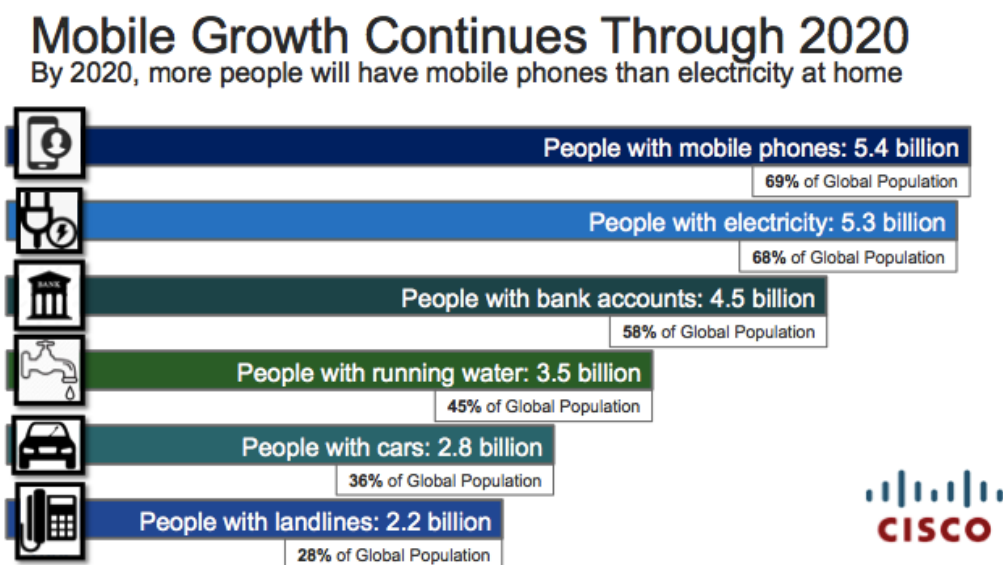 Mobile Growth Continues Through 2020
By 2020, more people will have mobile phones than electricity at home
People with mobile phones: 5.4 billion
69% of Global Population
People with electricity: 5.3 billion
68% of Global Population
BANK
People with bank accounts: 4.5 billion
58% of Global Population
People with running water: 3.5 billion
45% of Global Population
People with cars: 2.8 billion
36% of Global Population
People with landlines: 2.2 billion
28% of Global Population
CISCO